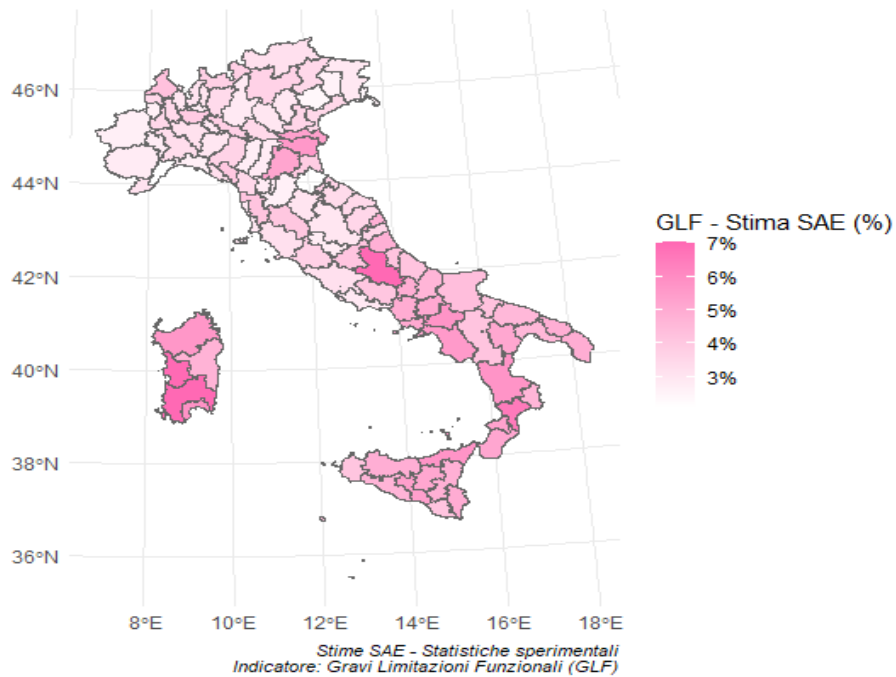 46°N
44°N
42°N
40°N
38°N
36°N
8°E 10°E 12°E 14°E 16°E 18°E
GLF - Stima SAE (%)
7%
6%
5%
4%
3%
Stime SAE - Statistiche sperimentali
Indicatore: Gravi Limitazioni Funzionali (GLF)